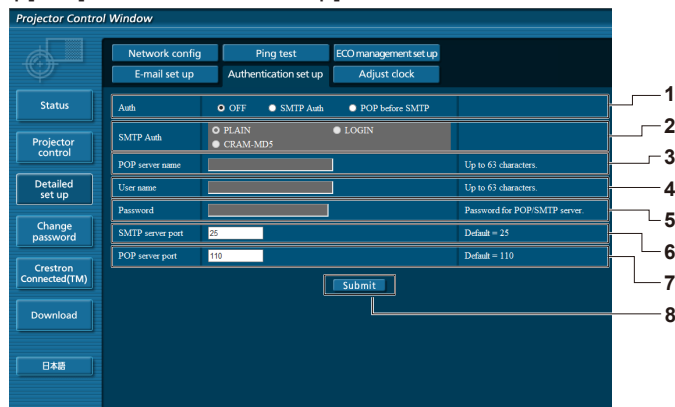 Projector Control Window
Network config Ping test ECO management set up
E-mail set up Authentication set up Adjust clock
Status
Projector
control
Detailed
set up
Change
password
Crestron
Connected(TM)
Download
日本語
Auth OFF SMTP Auth POP before SMTP
SMTP Auth PLAIN LOGIN
CRAM-MD5
POP server name Up to 63 characters.
User name Up to 63 characters.
Password Password for POP/SMTP server.
SMTP server port 25 Default = 25
POP server port 110 Default = 110
Submit
1
2
3
4
5
6
7
8